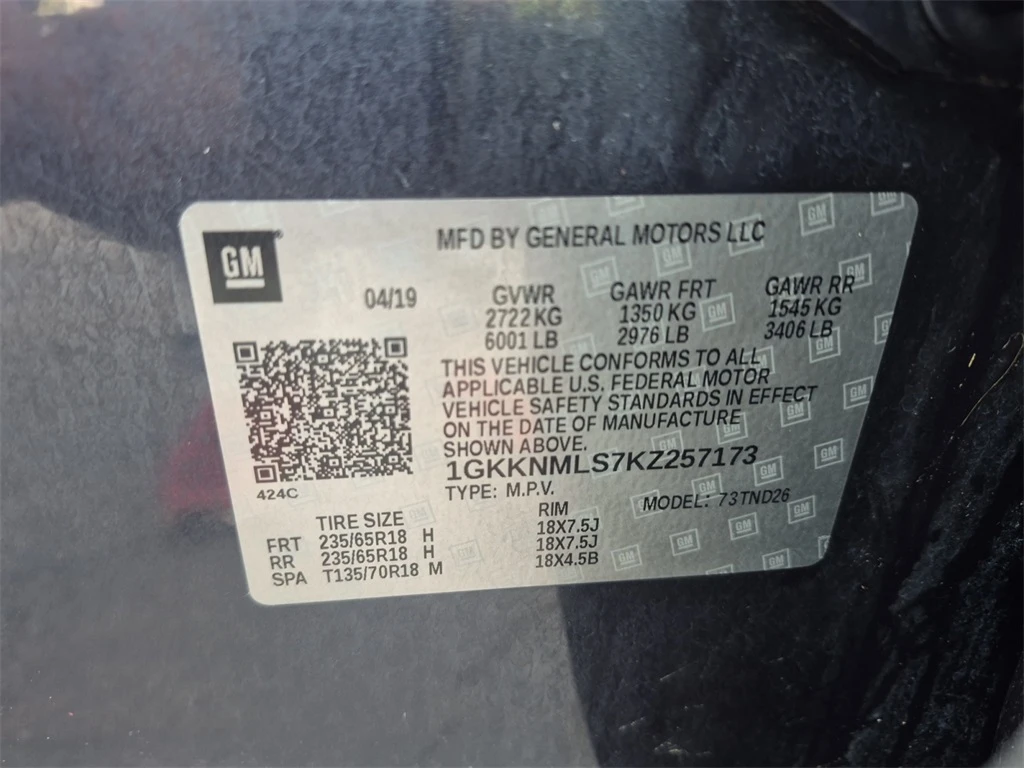 GM
MFD BY GENERAL MOTORS LLC
04/19
GVWR GAWR FRT GAWR RR
2722 KG 1350 KG 1545 KG
6001 LB 2976 LB 3406 LB
THIS VEHICLE CONFORMS TO ALL
APPLICABLE U.S. FEDERAL MOTOR
VEHICLE SAFETY STANDARDS IN EFFECT
ON THE DATE OF MANUFACTURE
SHOWN ABOVE.
1GKKNMLS7KZ257173
424C
TYPE: M.P.V. MODEL: 73TND26
TIRE SIZE RIM
FRT 235/65R18 H 18X7.5J
RR 235/65R18 H 18X7.5J
SPA T135/70R18 M 18X4.5B